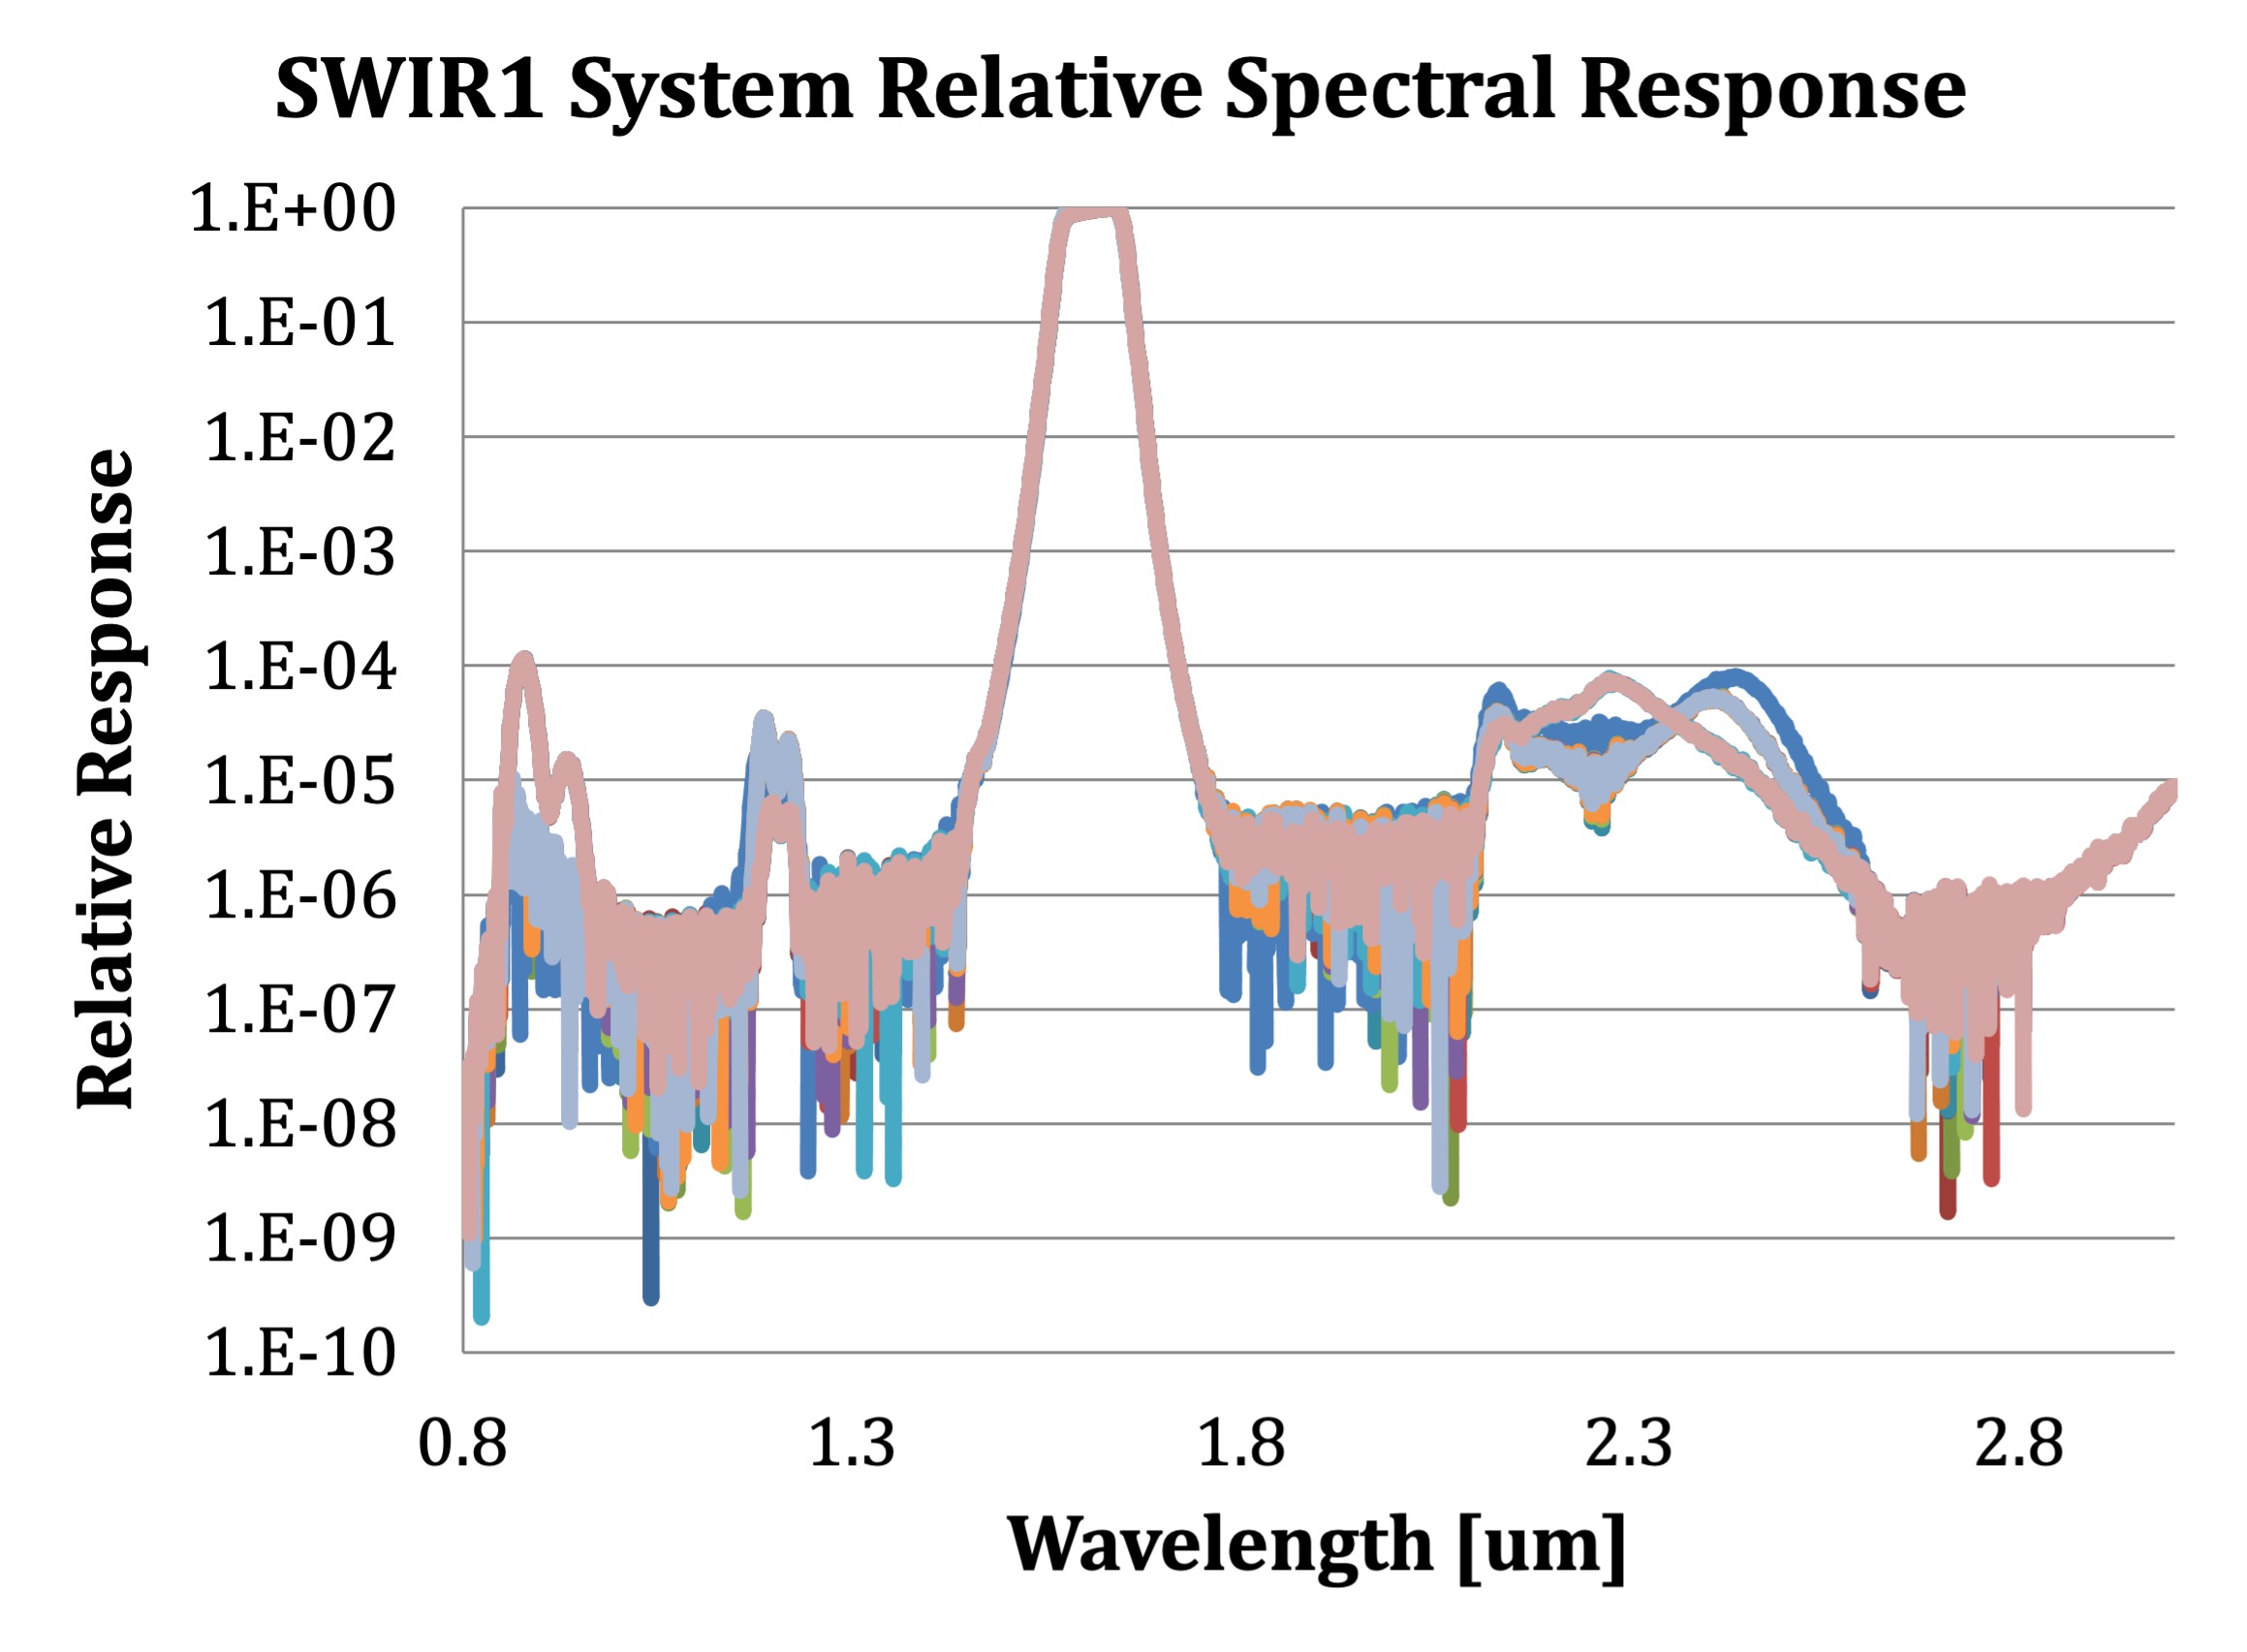 SWIR1 System Relative Spectral Response
1.E+00
1.E-01
1.E-02
1.E-03
1.E-04
1.E-05
1.E-06
1.E-07
1.E-08
1.E-09
1.E-10
Relative Response
0.8 1.3 1.8 2.3 2.8
Wavelength [um]